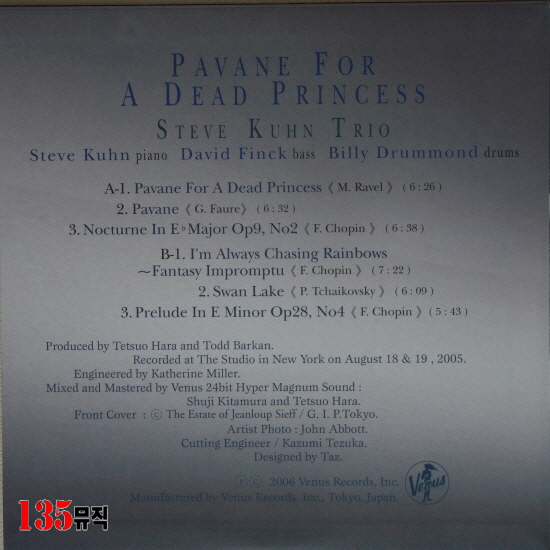 PAVANE FOR
A DEAD PRINCESS
STEVE KUHN TRIO
Steve Kuhn piano David Finck bass Billy Drummond drums
A-1. Pavane For A Dead Princess《 M. Ravel 》( 6 : 26 )
2. Pavane《 G. Faure 》( 6 : 32 )
3. Nocturne In E♭ Major Op9, No2《 F. Chopin 》( 6 : 38 )
B-1. I'm Always Chasing Rainbows
～Fantasy Impromptu《 F. Chopin 》( 7 : 22 )
2. Swan Lake《 P. Tchaikovsky 》( 6 : 09 )
3. Prelude In E Minor Op28, No4《 F. Chopin 》( 5 : 43 )
Produced by Tetsuo Hara and Todd Barkan.
Recorded at The Studio in New York on August 18 & 19 , 2005.
Engineered by Katherine Miller.
Mixed and Mastered by Venus 24bit Hyper Magnum Sound :
Shuji Kitamura and Tetsuo Hara.
Front Cover : © The Estate of Jeanloup Sieff / G. I. P.Tokyo.
Artist Photo : John Abbott.
Cutting Engineer / Kazumi Tezuka.
Designed by Taz.
Ⓟ © 2006 Venus Records, Inc.
Manufactured by Venus Records, Inc., Tokyo, Japan.
Venus
135뮤직